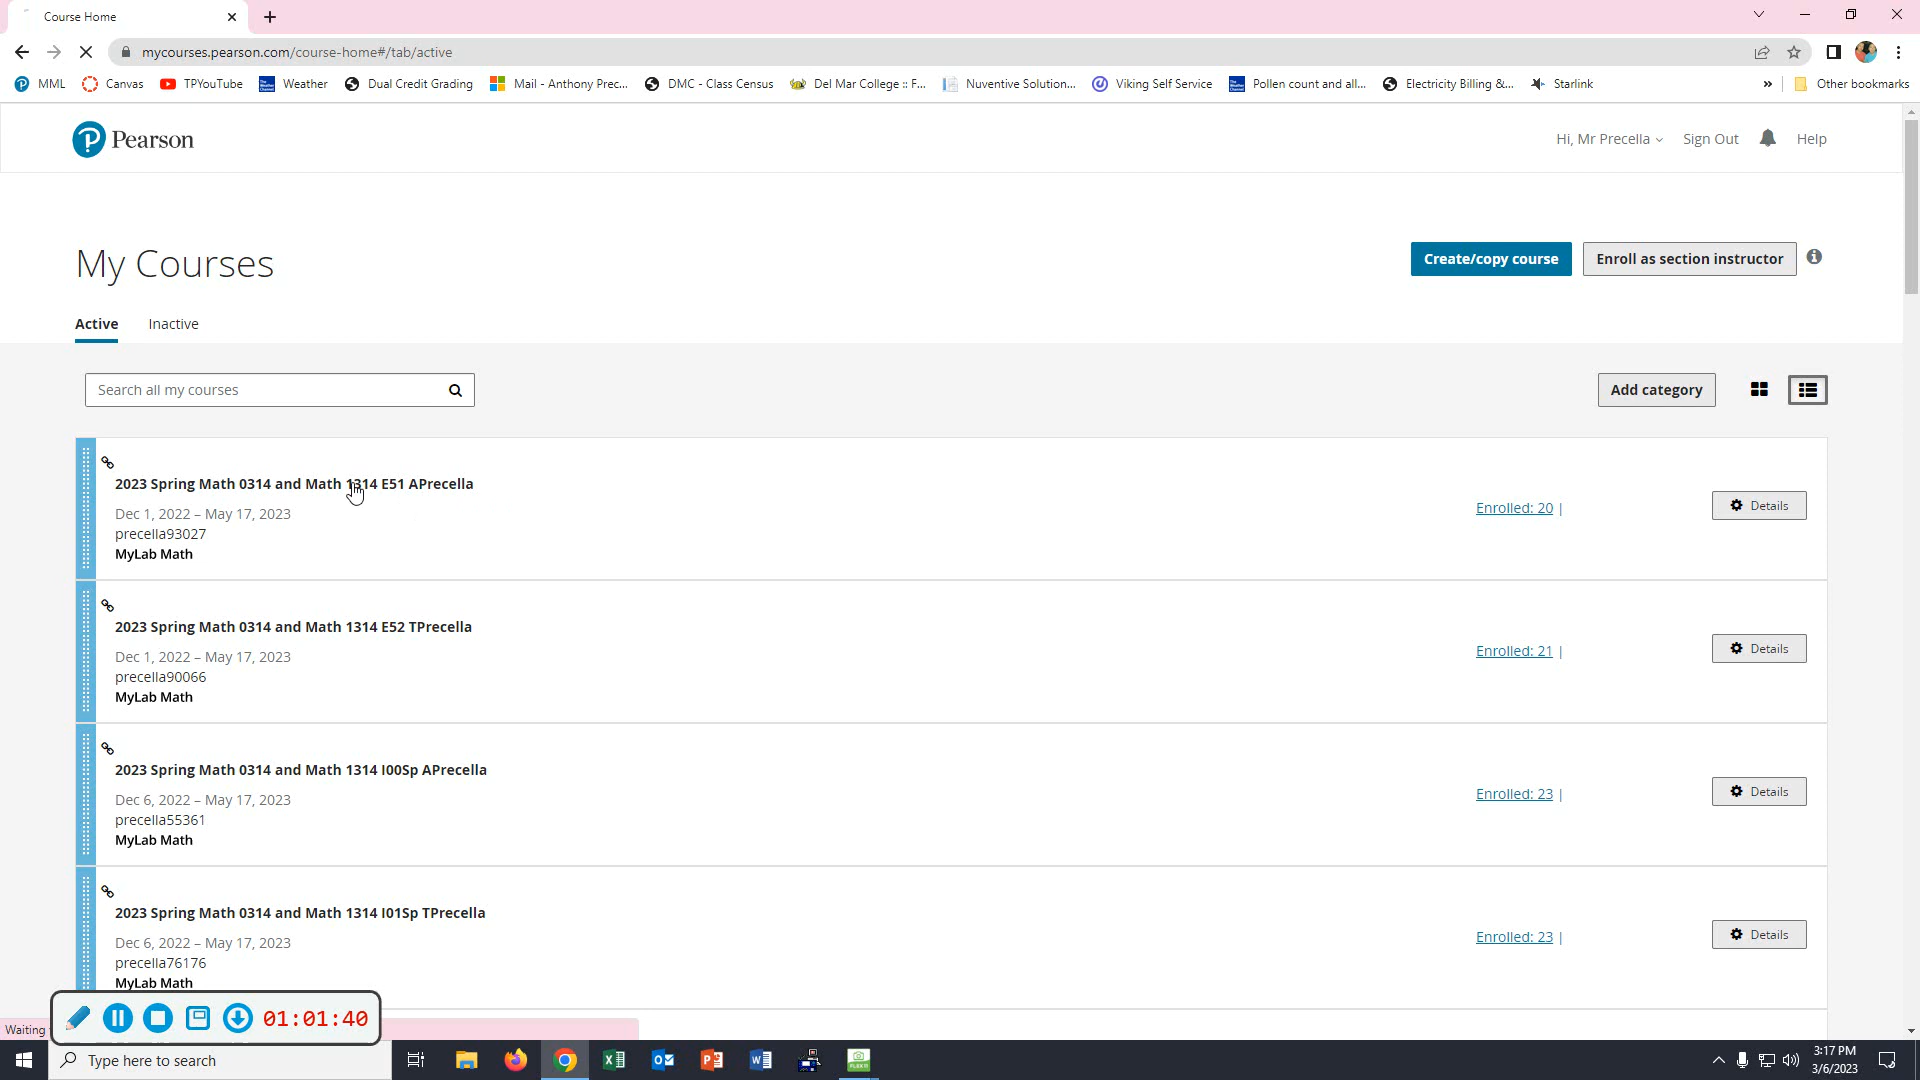 Course Home
mycourses.pearson.com/course-home#/tab/active
MML Canvas TPYouTube Weather Dual Credit Grading Mail - Anthony Prec... DMC - Class Census Del Mar College :: F... Nuventive Solution... Viking Self Service Pollen count and all... Electricity Billing &... Starlink » Other bookmarks
Pearson
Hi, Mr Precella Sign Out Help
My Courses
Create/copy course Enroll as section instructor
Active Inactive
Search all my courses
Add category
2023 Spring Math 0314 and Math 1314 E51 APrecella
Dec 1, 2022 – May 17, 2023
precella93027
MyLab Math
Enrolled: 20 |
Details
2023 Spring Math 0314 and Math 1314 E52 TPrecella
Dec 1, 2022 – May 17, 2023
precella90066
MyLab Math
Enrolled: 21 |
Details
2023 Spring Math 0314 and Math 1314 I00Sp APrecella
Dec 6, 2022 – May 17, 2023
precella55361
MyLab Math
Enrolled: 23 |
Details
2023 Spring Math 0314 and Math 1314 I01Sp TPrecella
Dec 6, 2022 – May 17, 2023
precella76176
MyLab Math
Enrolled: 23 |
Details
01:01:40
Waiting
Type here to search
3:17 PM
3/6/2023